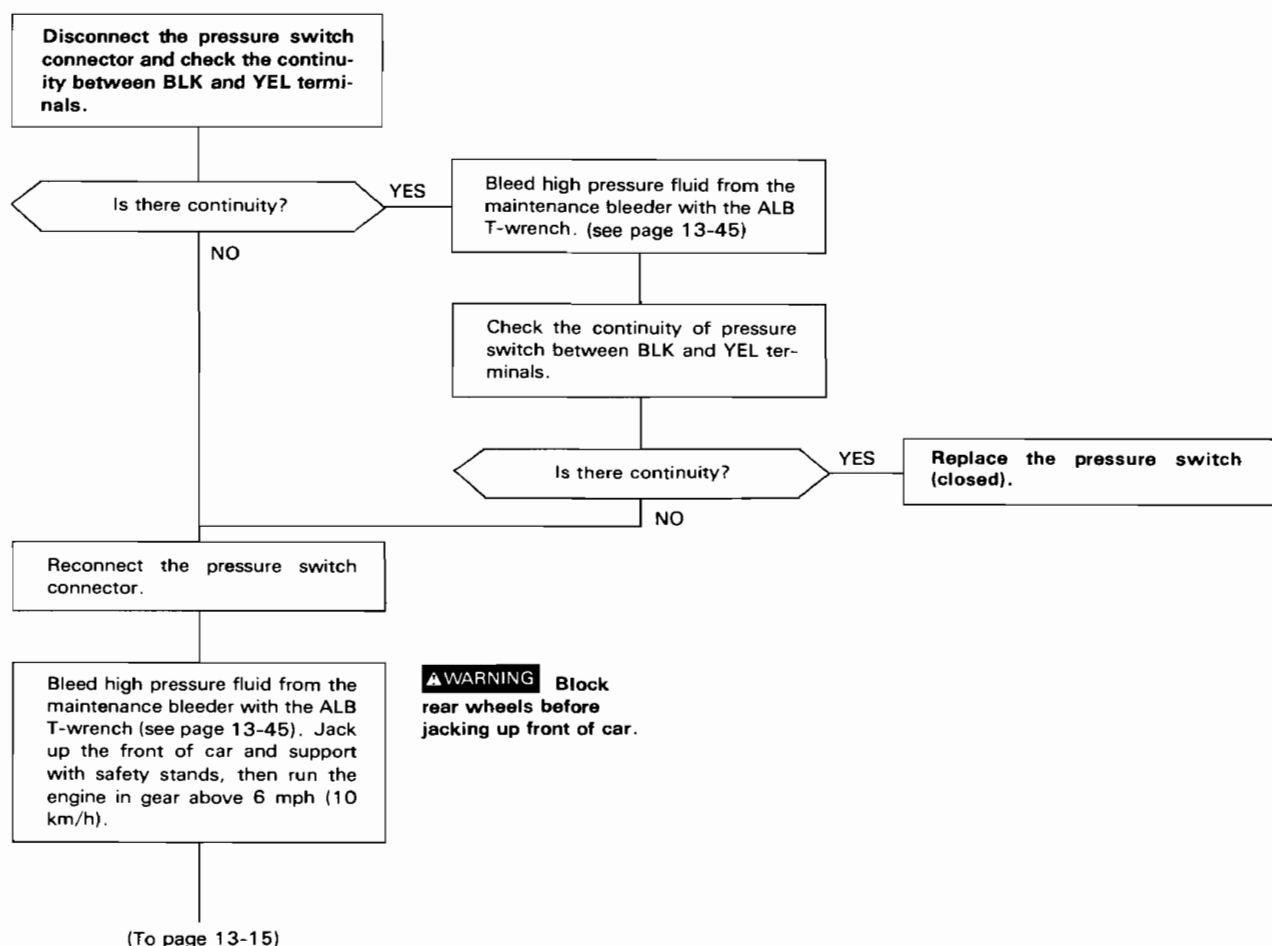 Disconnect the pressure switch
connector and check the continu-
ity between BLK and YEL termi-
nals.
Is there continuity?
YES
NO
Bleed high pressure fluid from the
maintenance bleeder with the ALB
T-wrench. (see page 13-45)
Check the continuity of pressure
switch between BLK and YEL ter-
minals.
Is there continuity?
YES
NO
Replace the pressure switch
(closed).
Reconnect the pressure switch
connector.
Bleed high pressure fluid from the
maintenance bleeder with the ALB
T-wrench (see page 13-45). Jack
up the front of car and support
with safety stands, then run the
engine in gear above 6 mph (10
km/h).
WARNING Block
rear wheels before
jacking up front of car.
(To page 13-15)